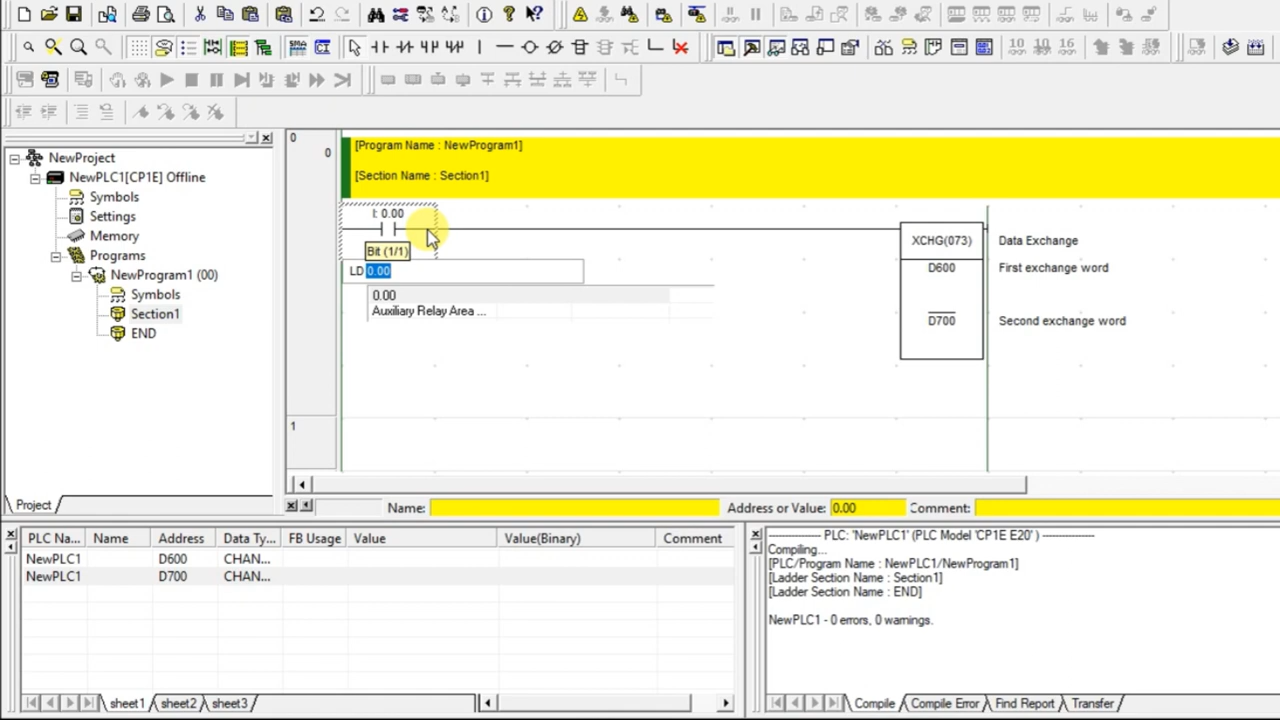 SMA
CI
10
10
16
NewProject
NewPLC1[CP1E] Offline
Symbols
Settings
Memory
Programs
NewProgram1 (00)
Symbols
Section1
END
Project
0
0
[Program Name : NewProgram1]
[Section Name : Section1]
I: 0.00
Bit (1/1)
LD 0.00
0.00
Auxiliary Relay Area ...
XCHG(073)
Data Exchange
D600
First exchange word
D700
Second exchange word
1
Name:
Address or Value: 0.00
Comment:
PLC Na... Name Address Data Ty... FB Usage Value Value(Binary) Comment
NewPLC1 D600 CHAN...
NewPLC1 D700 CHAN...
sheet1 sheet2 sheet3
--------------- PLC: 'NewPLC1' (PLC Model 'CP1E E20' ) ---------------
Compiling...
[PLC/Program Name : NewPLC1/NewProgram1]
[Ladder Section Name : Section1]
[Ladder Section Name : END]
NewPLC1 - 0 errors, 0 warnings.
Compile Compile Error Find Report Transfer